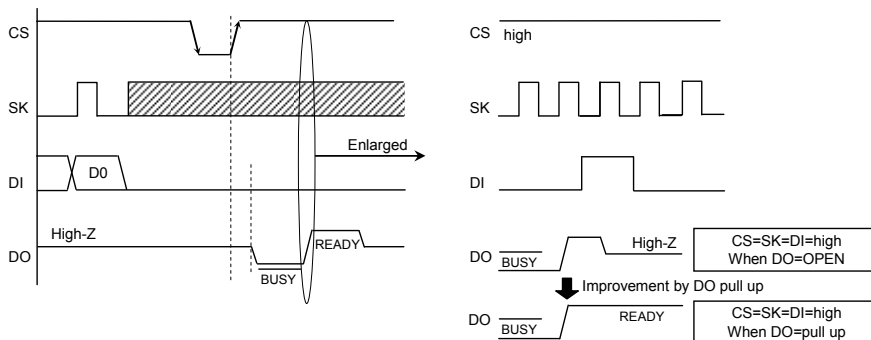 CS
SK
DI
D0
DO
High-Z
BUSY
READY
Enlarged
CS high
SK
DI
DO
BUSY
High-Z
CS=SK=DI=high
When DO=OPEN
Improvement by DO pull up
DO
BUSY
READY
CS=SK=DI=high
When DO=pull up